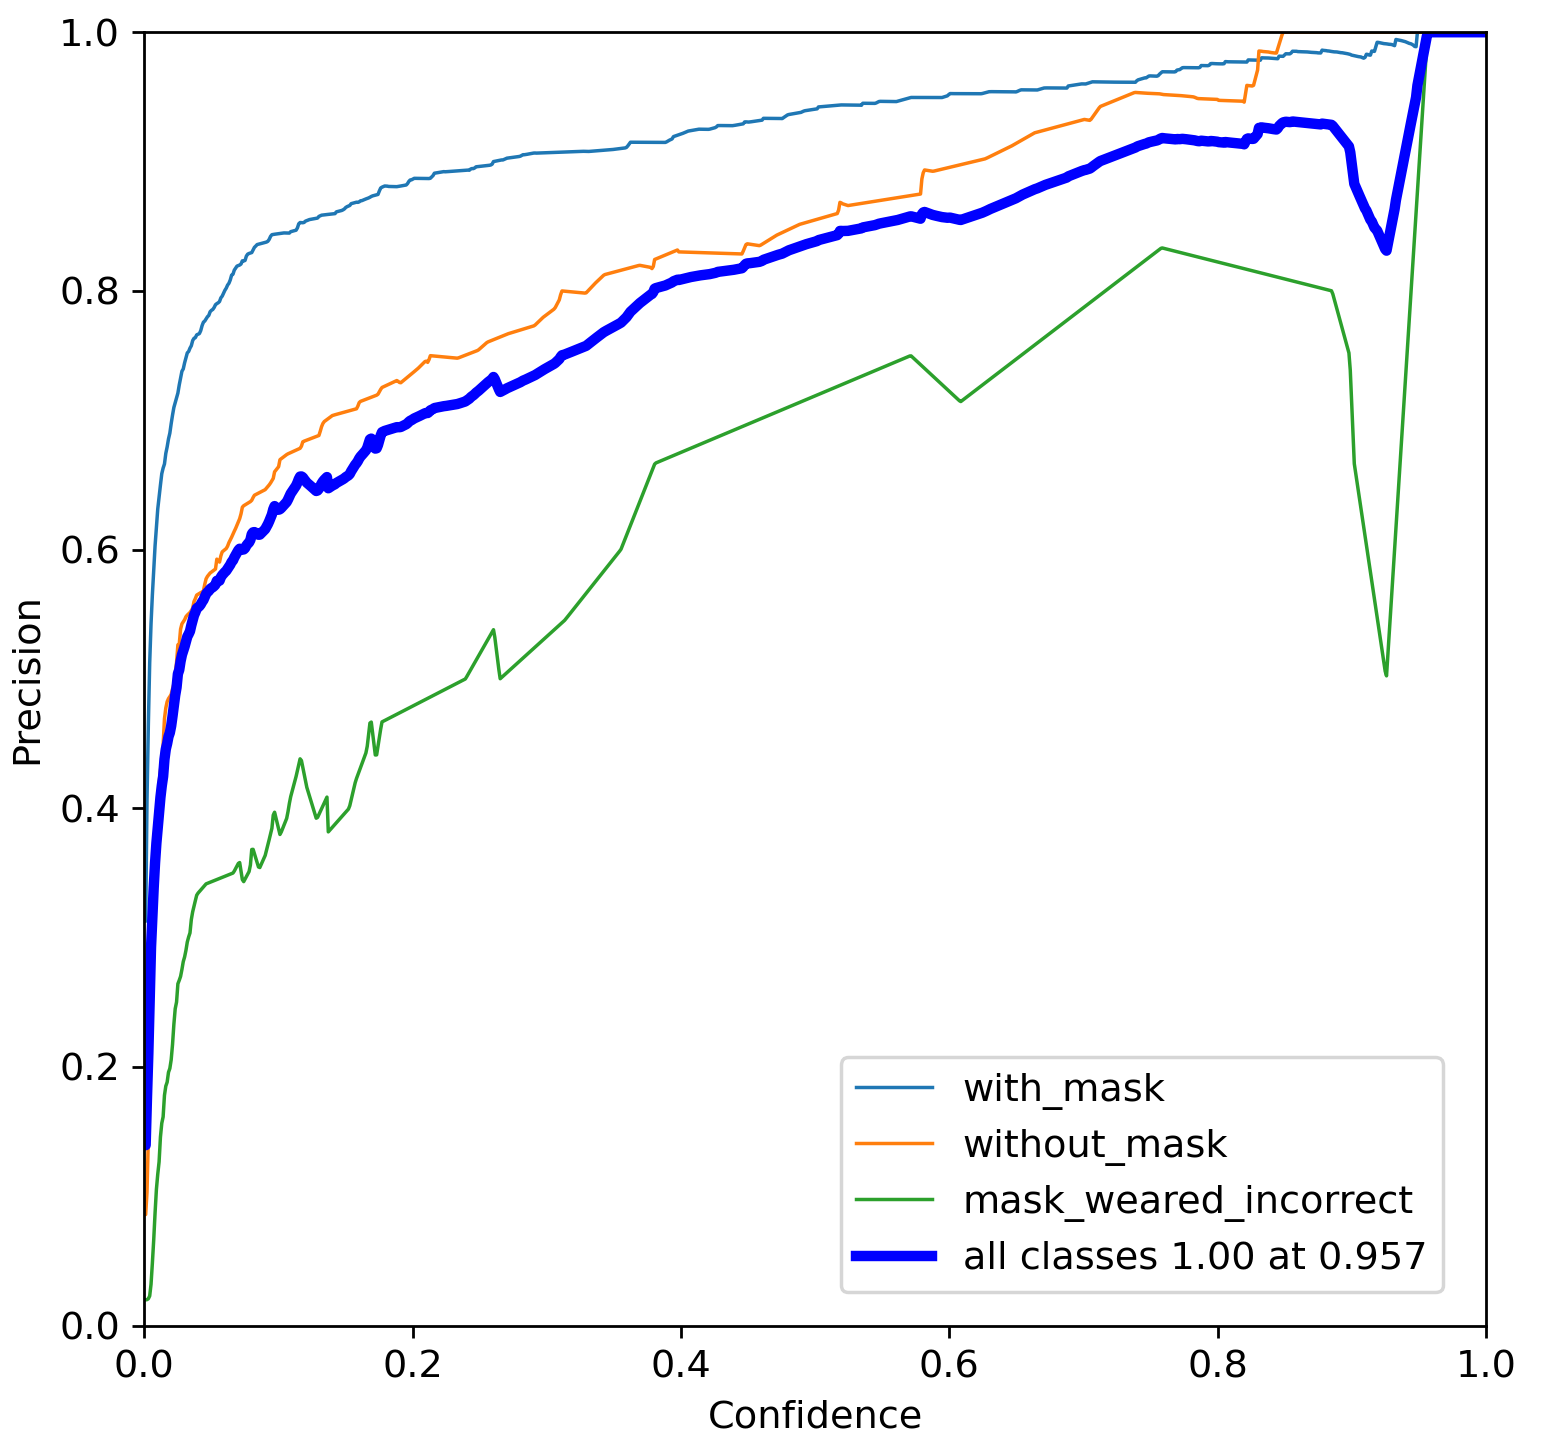 1.0
0.8
0.6
0.4
0.2
0.0
Precision
with_mask
without_mask
mask_weared_incorrect
all classes 1.00 at 0.957
0.0 0.2 0.4 0.6 0.8 1.0
Confidence